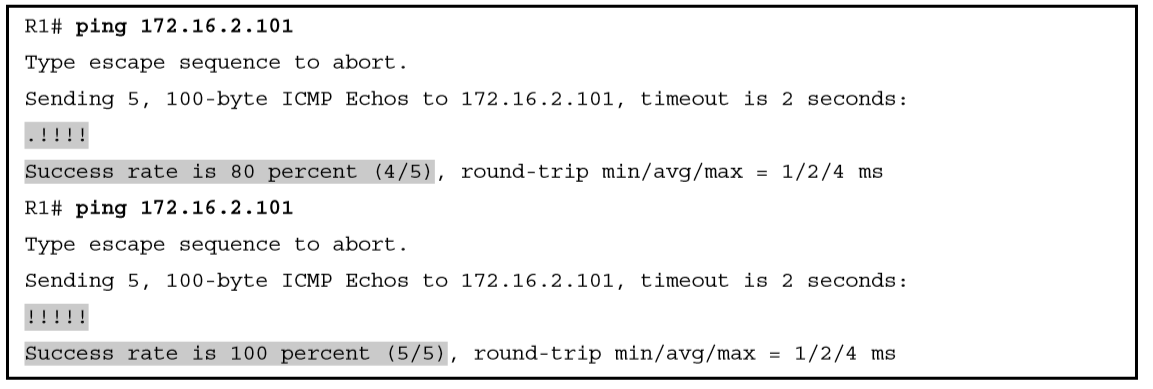 R1# ping 172.16.2.101
Type escape sequence to abort.
Sending 5, 100-byte ICMP Echos to 172.16.2.101, timeout is 2 seconds:
.!!!!
Success rate is 80 percent (4/5), round-trip min/avg/max = 1/2/4 ms
R1# ping 172.16.2.101
Type escape sequence to abort.
Sending 5, 100-byte ICMP Echos to 172.16.2.101, timeout is 2 seconds:
!!!!!
Success rate is 100 percent (5/5), round-trip min/avg/max = 1/2/4 ms